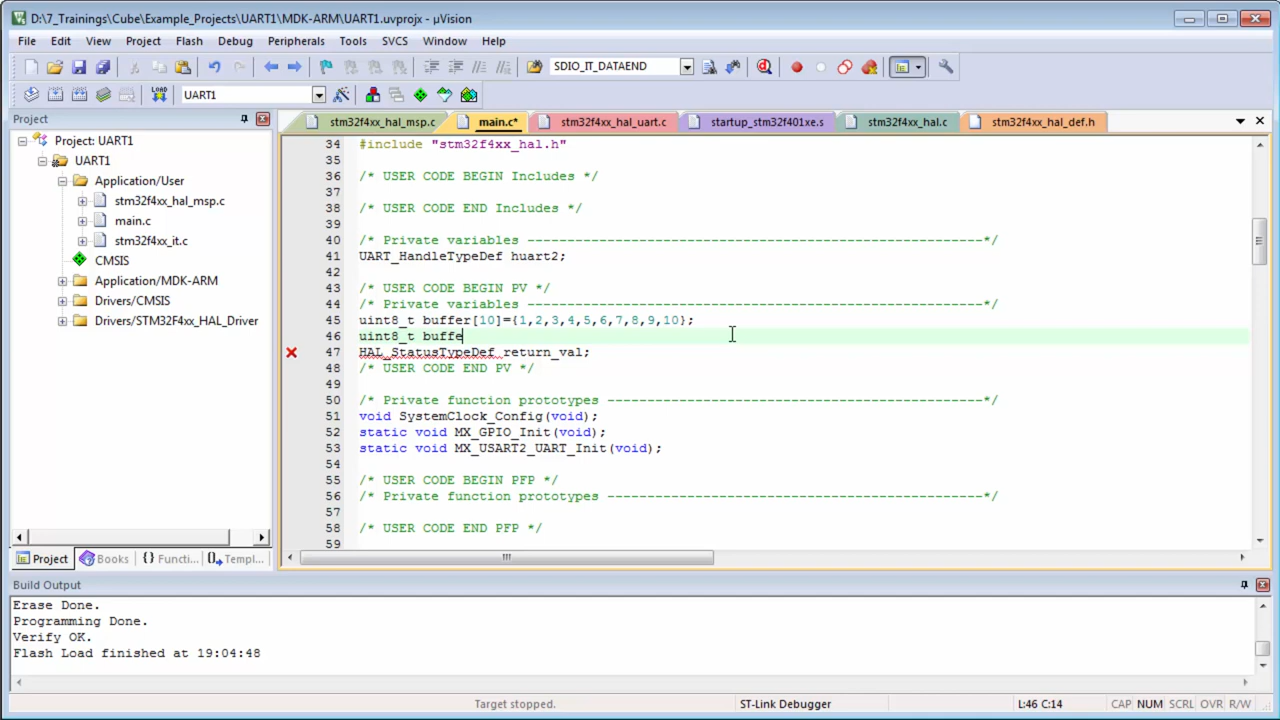 D:\7_Trainings\Cube\Example_Projects\UART1\MDK-ARM\UART1.uvprojx - µVision
File Edit View Project Flash Debug Peripherals Tools SVCS Window Help
SDIO_IT_DATAEND
LOAD UART1
Project
Project: UART1
UART1
Application/User
stm32f4xx_hal_msp.c
main.c
stm32f4xx_it.c
CMSIS
Application/MDK-ARM
Drivers/CMSIS
Drivers/STM32F4xx_HAL_Driver
Project Books {} Functi... Templ...
stm32f4xx_hal_msp.c main.c* stm32f4xx_hal_uart.c startup_stm32f401xe.s stm32f4xx_hal.c stm32f4xx_hal_def.h
34 #include "stm32f4xx_hal.h"
35
36 /* USER CODE BEGIN Includes */
37
38 /* USER CODE END Includes */
39
40 /* Private variables ---------------------------------------------------------*/
41 UART_HandleTypeDef huart2;
42
43 /* USER CODE BEGIN PV */
44 /* Private variables ---------------------------------------------------------*/
45 uint8_t buffer[10]={1,2,3,4,5,6,7,8,9,10};
46 uint8_t buffe
47 HAL_StatusTypeDef return_val;
48 /* USER CODE END PV */
49
50 /* Private function prototypes -----------------------------------------------*/
51 void SystemClock_Config(void);
52 static void MX_GPIO_Init(void);
53 static void MX_USART2_UART_Init(void);
54
55 /* USER CODE BEGIN PFP */
56 /* Private function prototypes -----------------------------------------------*/
57
58 /* USER CODE END PFP */
59
Build Output
Erase Done.
Programming Done.
Verify OK.
Flash Load finished at 19:04:48
Target stopped. ST-Link Debugger L:46 C:14 CAP NUM SCRL OVR R/W